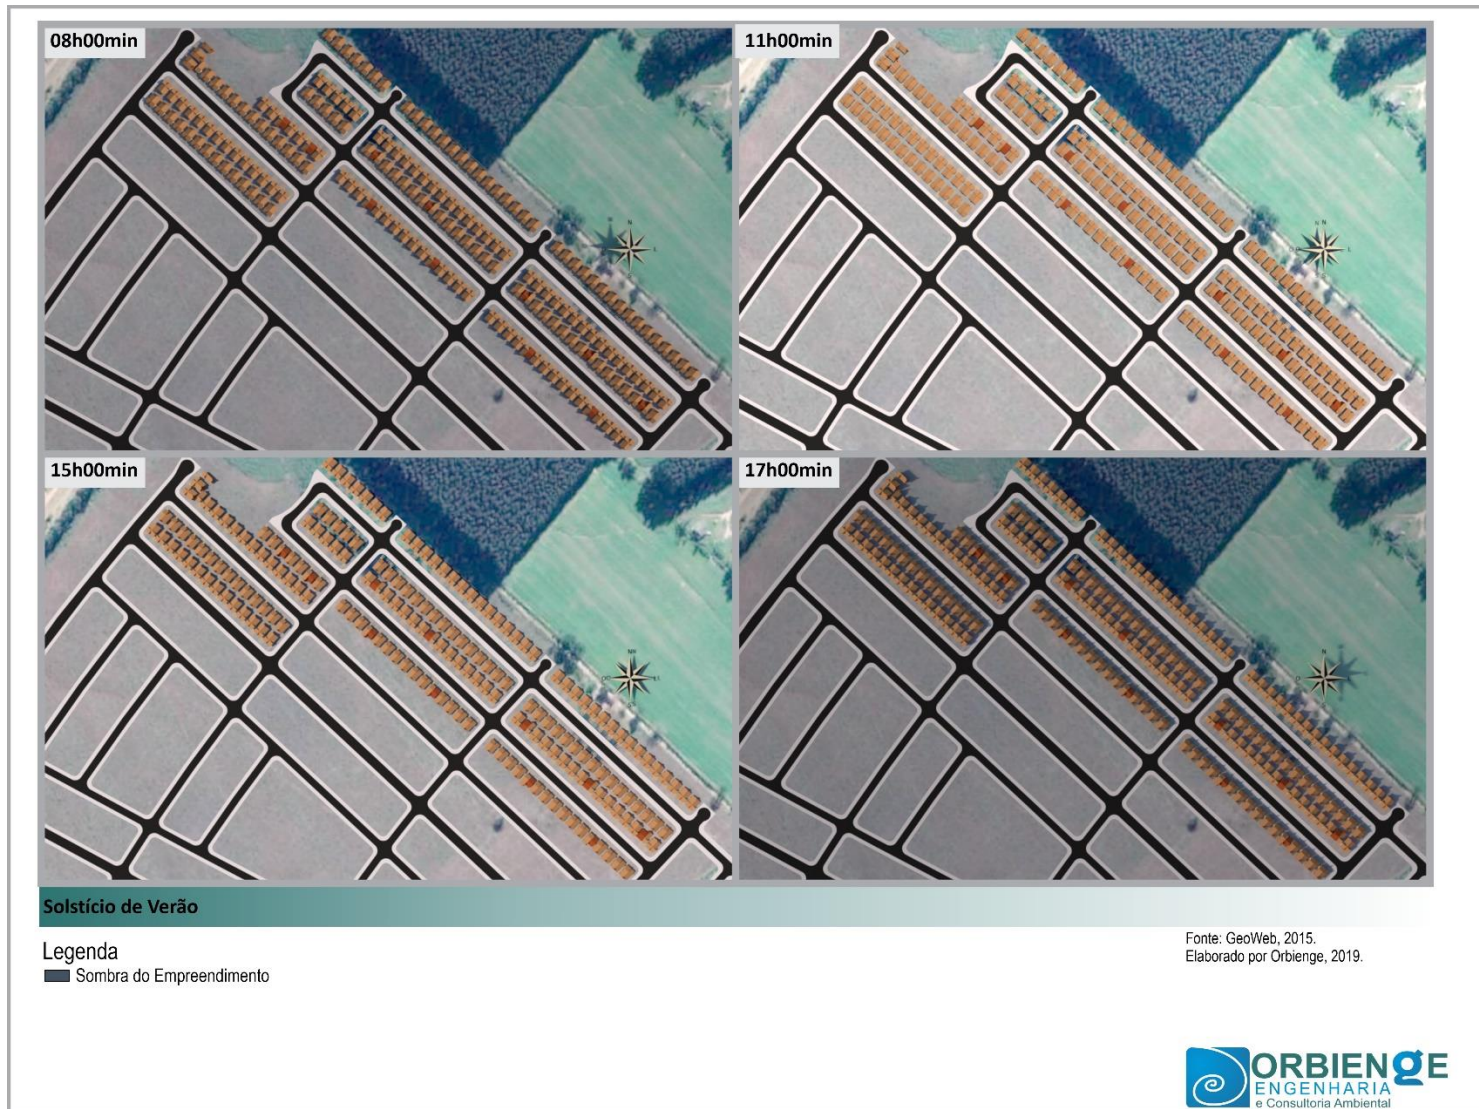 08h00min
11h00min
15h00min
17h00min
Solstício de Verão
Legenda
Sombra do Empreendimento
Fonte: GeoWeb, 2015.
Elaborado por Orbienge, 2019.
ORBIENGE
ENGENHARIA
e Consultoria Ambiental